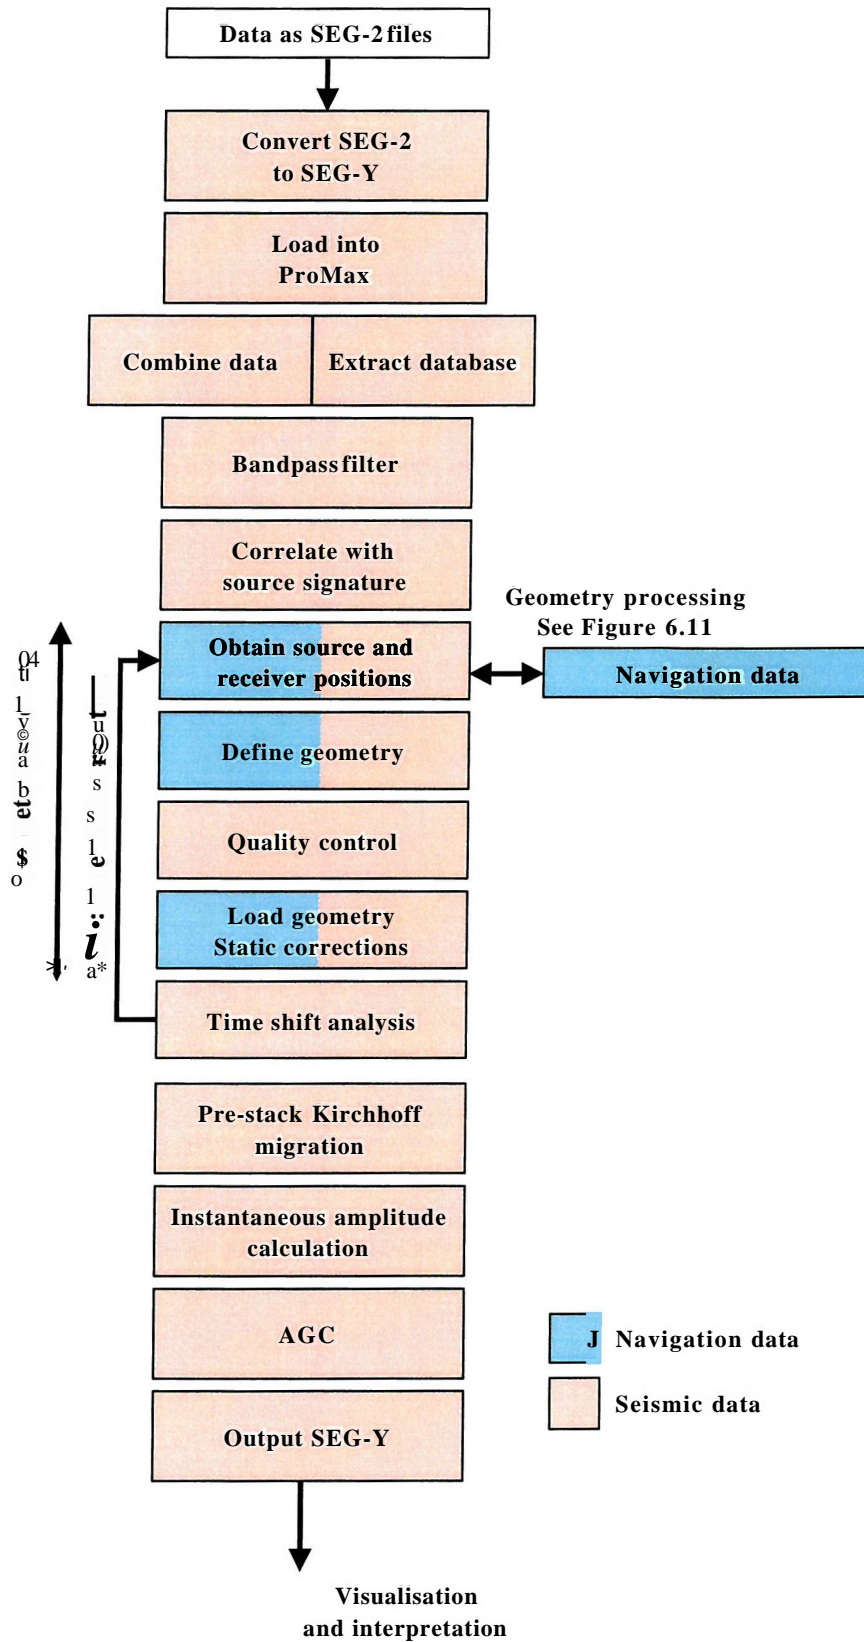 Data as SEG-2 files
Convert SEG-2
to SEG-Y
Load into
ProMax
Combine data
Extract database
Bandpass filter
Correlate with
source signature
Geometry processing
See Figure 6.11
Obtain source and
receiver positions
Navigation data
Define geometry
Quality control
Load geometry
Static corrections
Time shift analysis
Pre-stack Kirchhoff
migration
Instantaneous amplitude
calculation
AGC
Output SEG-Y
J Navigation data
Seismic data
Visualisation
and interpretation